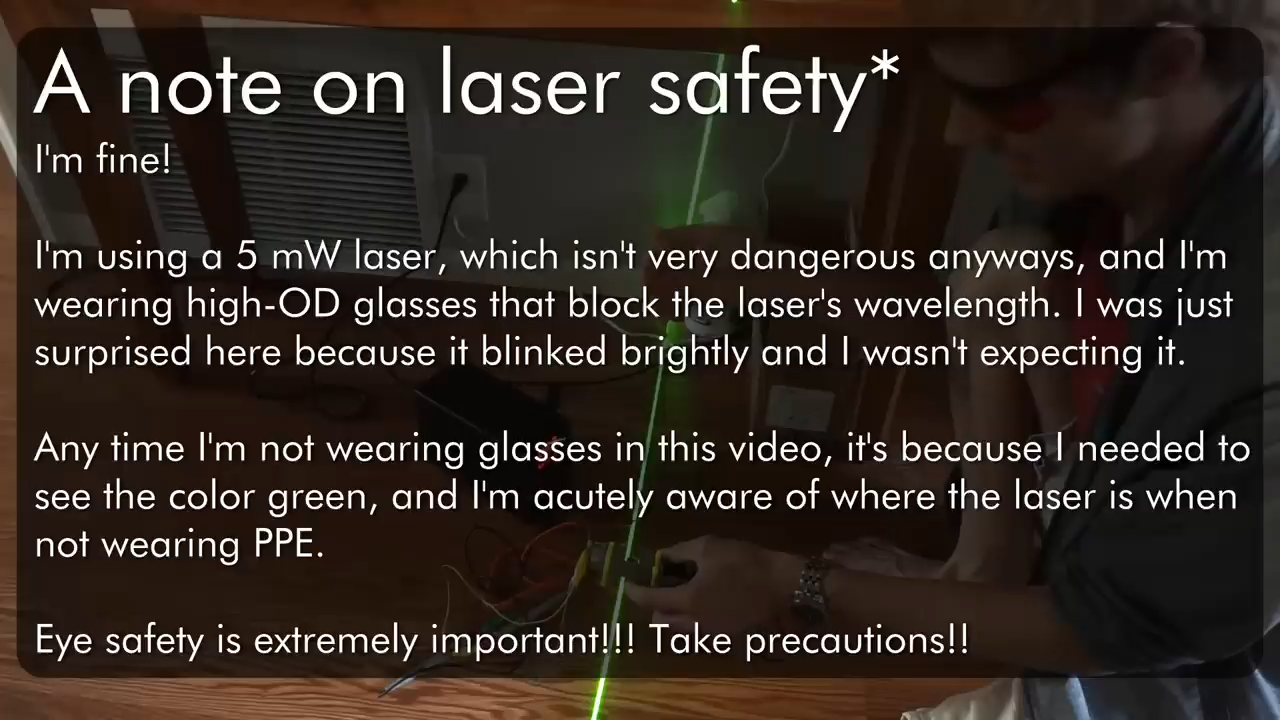 A note on laser safety*
I'm fine!
I'm using a 5 mW laser, which isn't very dangerous anyways, and I'm
wearing high-OD glasses that block the laser's wavelength. I was just
surprised here because it blinked brightly and I wasn't expecting it.
Any time I'm not wearing glasses in this video, it's because I needed to
see the color green, and I'm acutely aware of where the laser is when
not wearing PPE.
Eye safety is extremely important!!! Take precautions!!